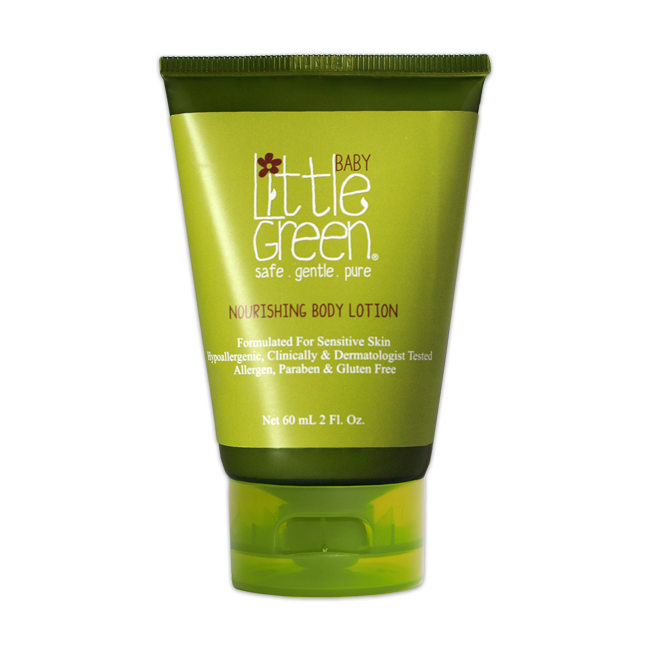 BABY
Little
Green®
safe . gentle . pure
NOURISHING BODY LOTION
Formulated For Sensitive Skin
Hypoallergenic, Clinically & Dermatologist Tested
Allergen, Paraben & Gluten Free
Net 60 mL 2 Fl. Oz.